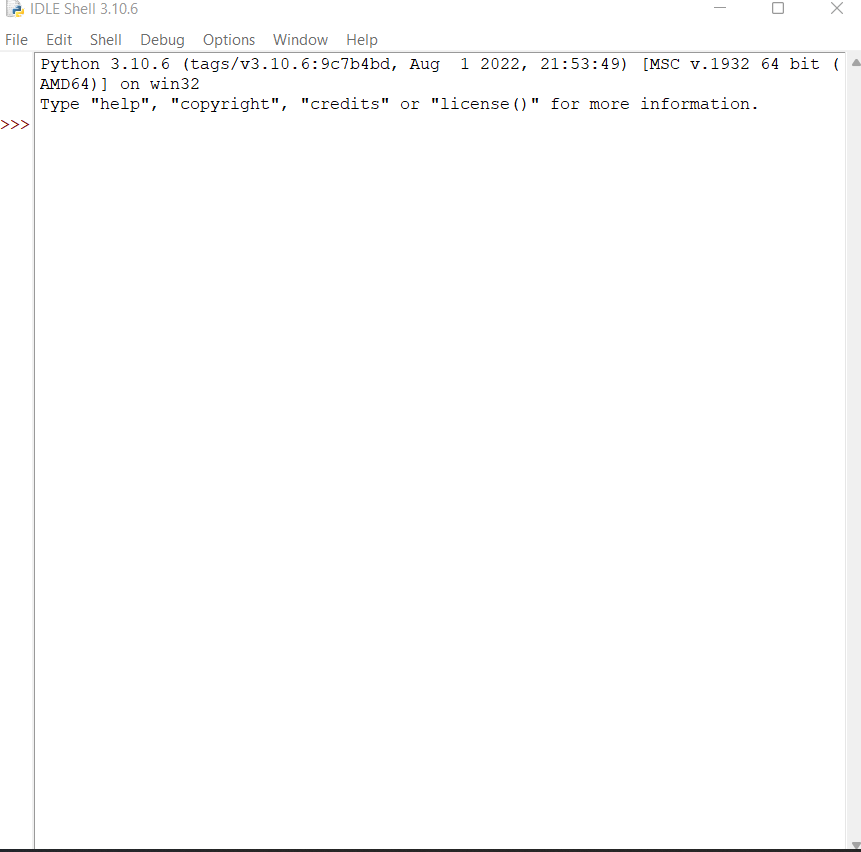 IDLE Shell 3.10.6
File Edit Shell Debug Options Window Help
Python 3.10.6 (tags/v3.10.6:9c7b4bd, Aug  1 2022, 21:53:49) [MSC v.1932 64 bit (
AMD64)] on win32
Type "help", "copyright", "credits" or "license()" for more information.
>>>